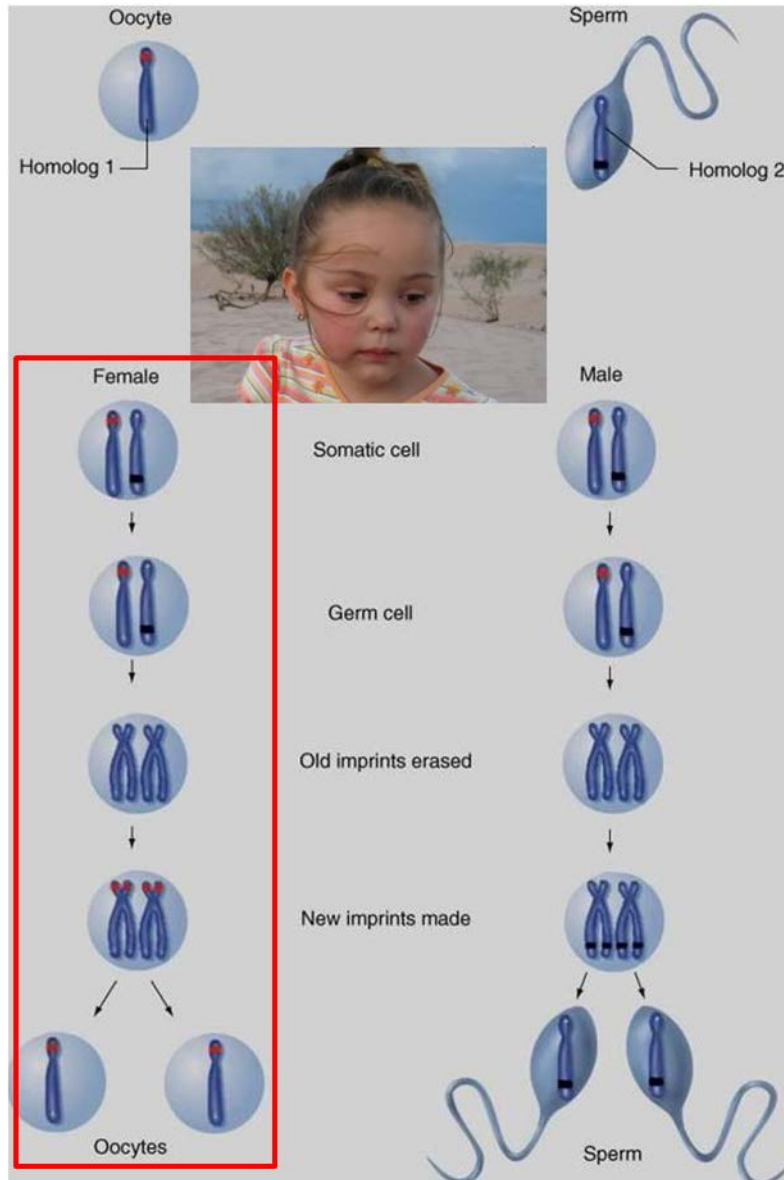 Oocyte
Sperm
Homolog 1
Homolog 2
Female
Male
Somatic cell
Germ cell
Old imprints erased
New imprints made
Oocytes
Sperm